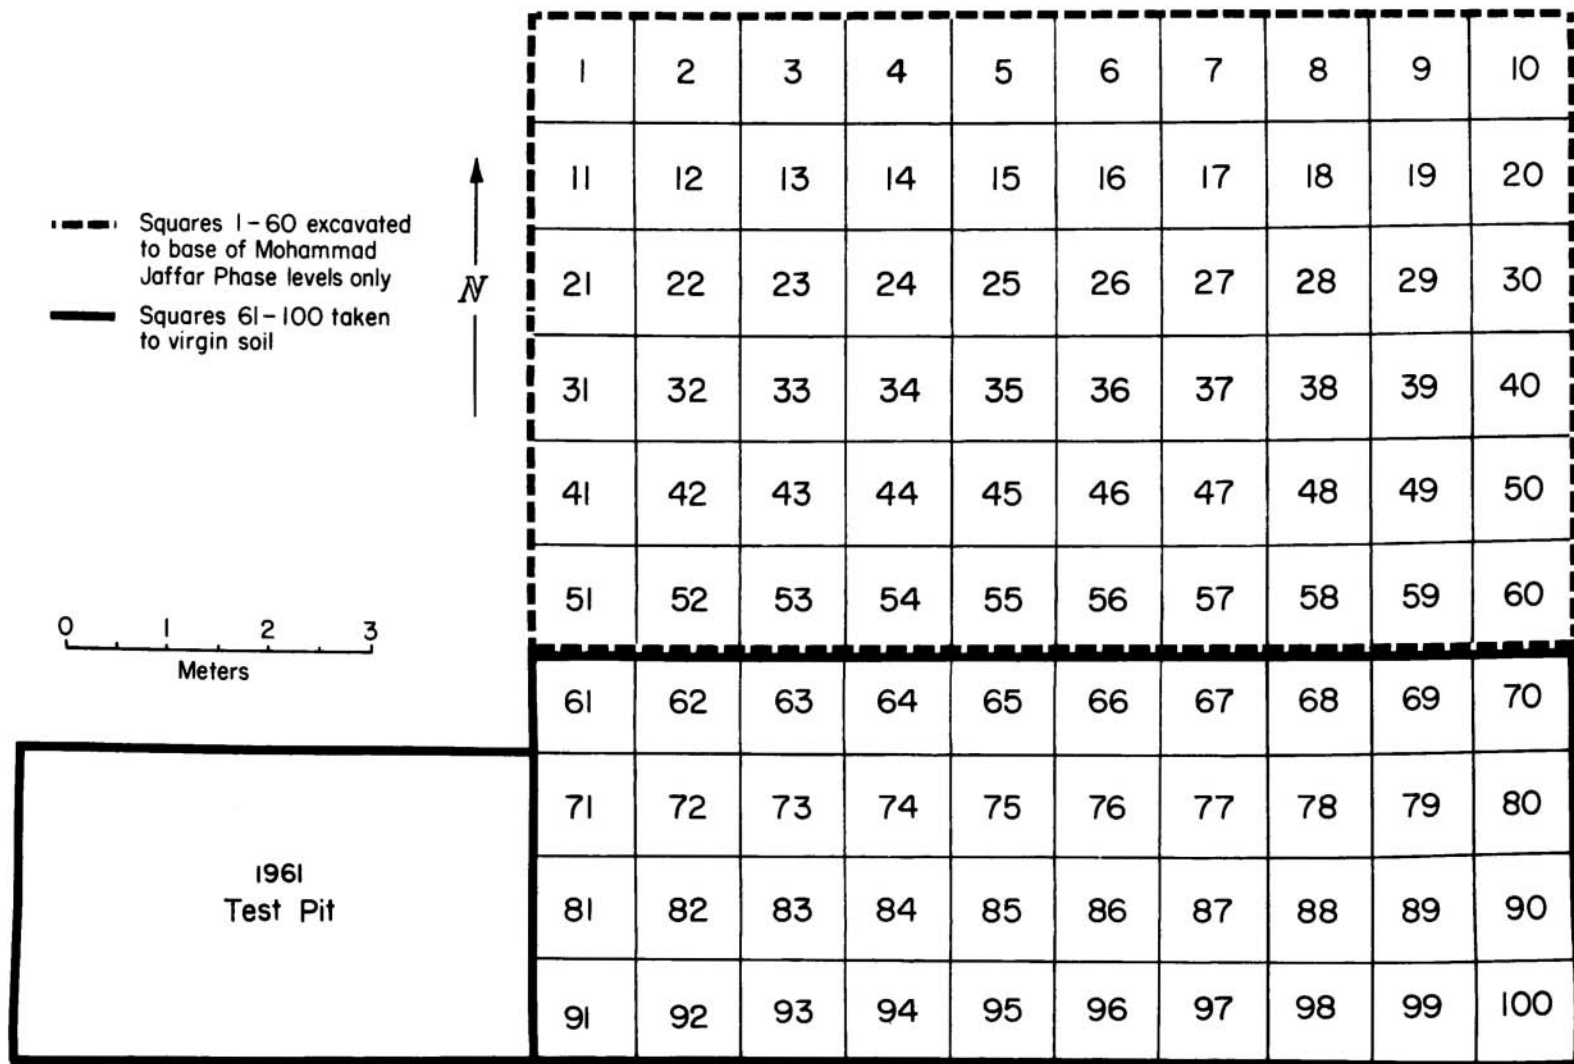 1 2 3 4 5 6 7 8 9 10
11 12 13 14 15 16 17 18 19 20
Squares 1-60 excavated
to base of Mohammad
Jaffar Phase levels only
N
21 22 23 24 25 26 27 28 29 30
Squares 61-100 taken
to virgin soil
31 32 33 34 35 36 37 38 39 40
41 42 43 44 45 46 47 48 49 50
51 52 53 54 55 56 57 58 59 60
0 1 2 3
Meters
61 62 63 64 65 66 67 68 69 70
71 72 73 74 75 76 77 78 79 80
1961
Test Pit
81 82 83 84 85 86 87 88 89 90
91 92 93 94 95 96 97 98 99 100